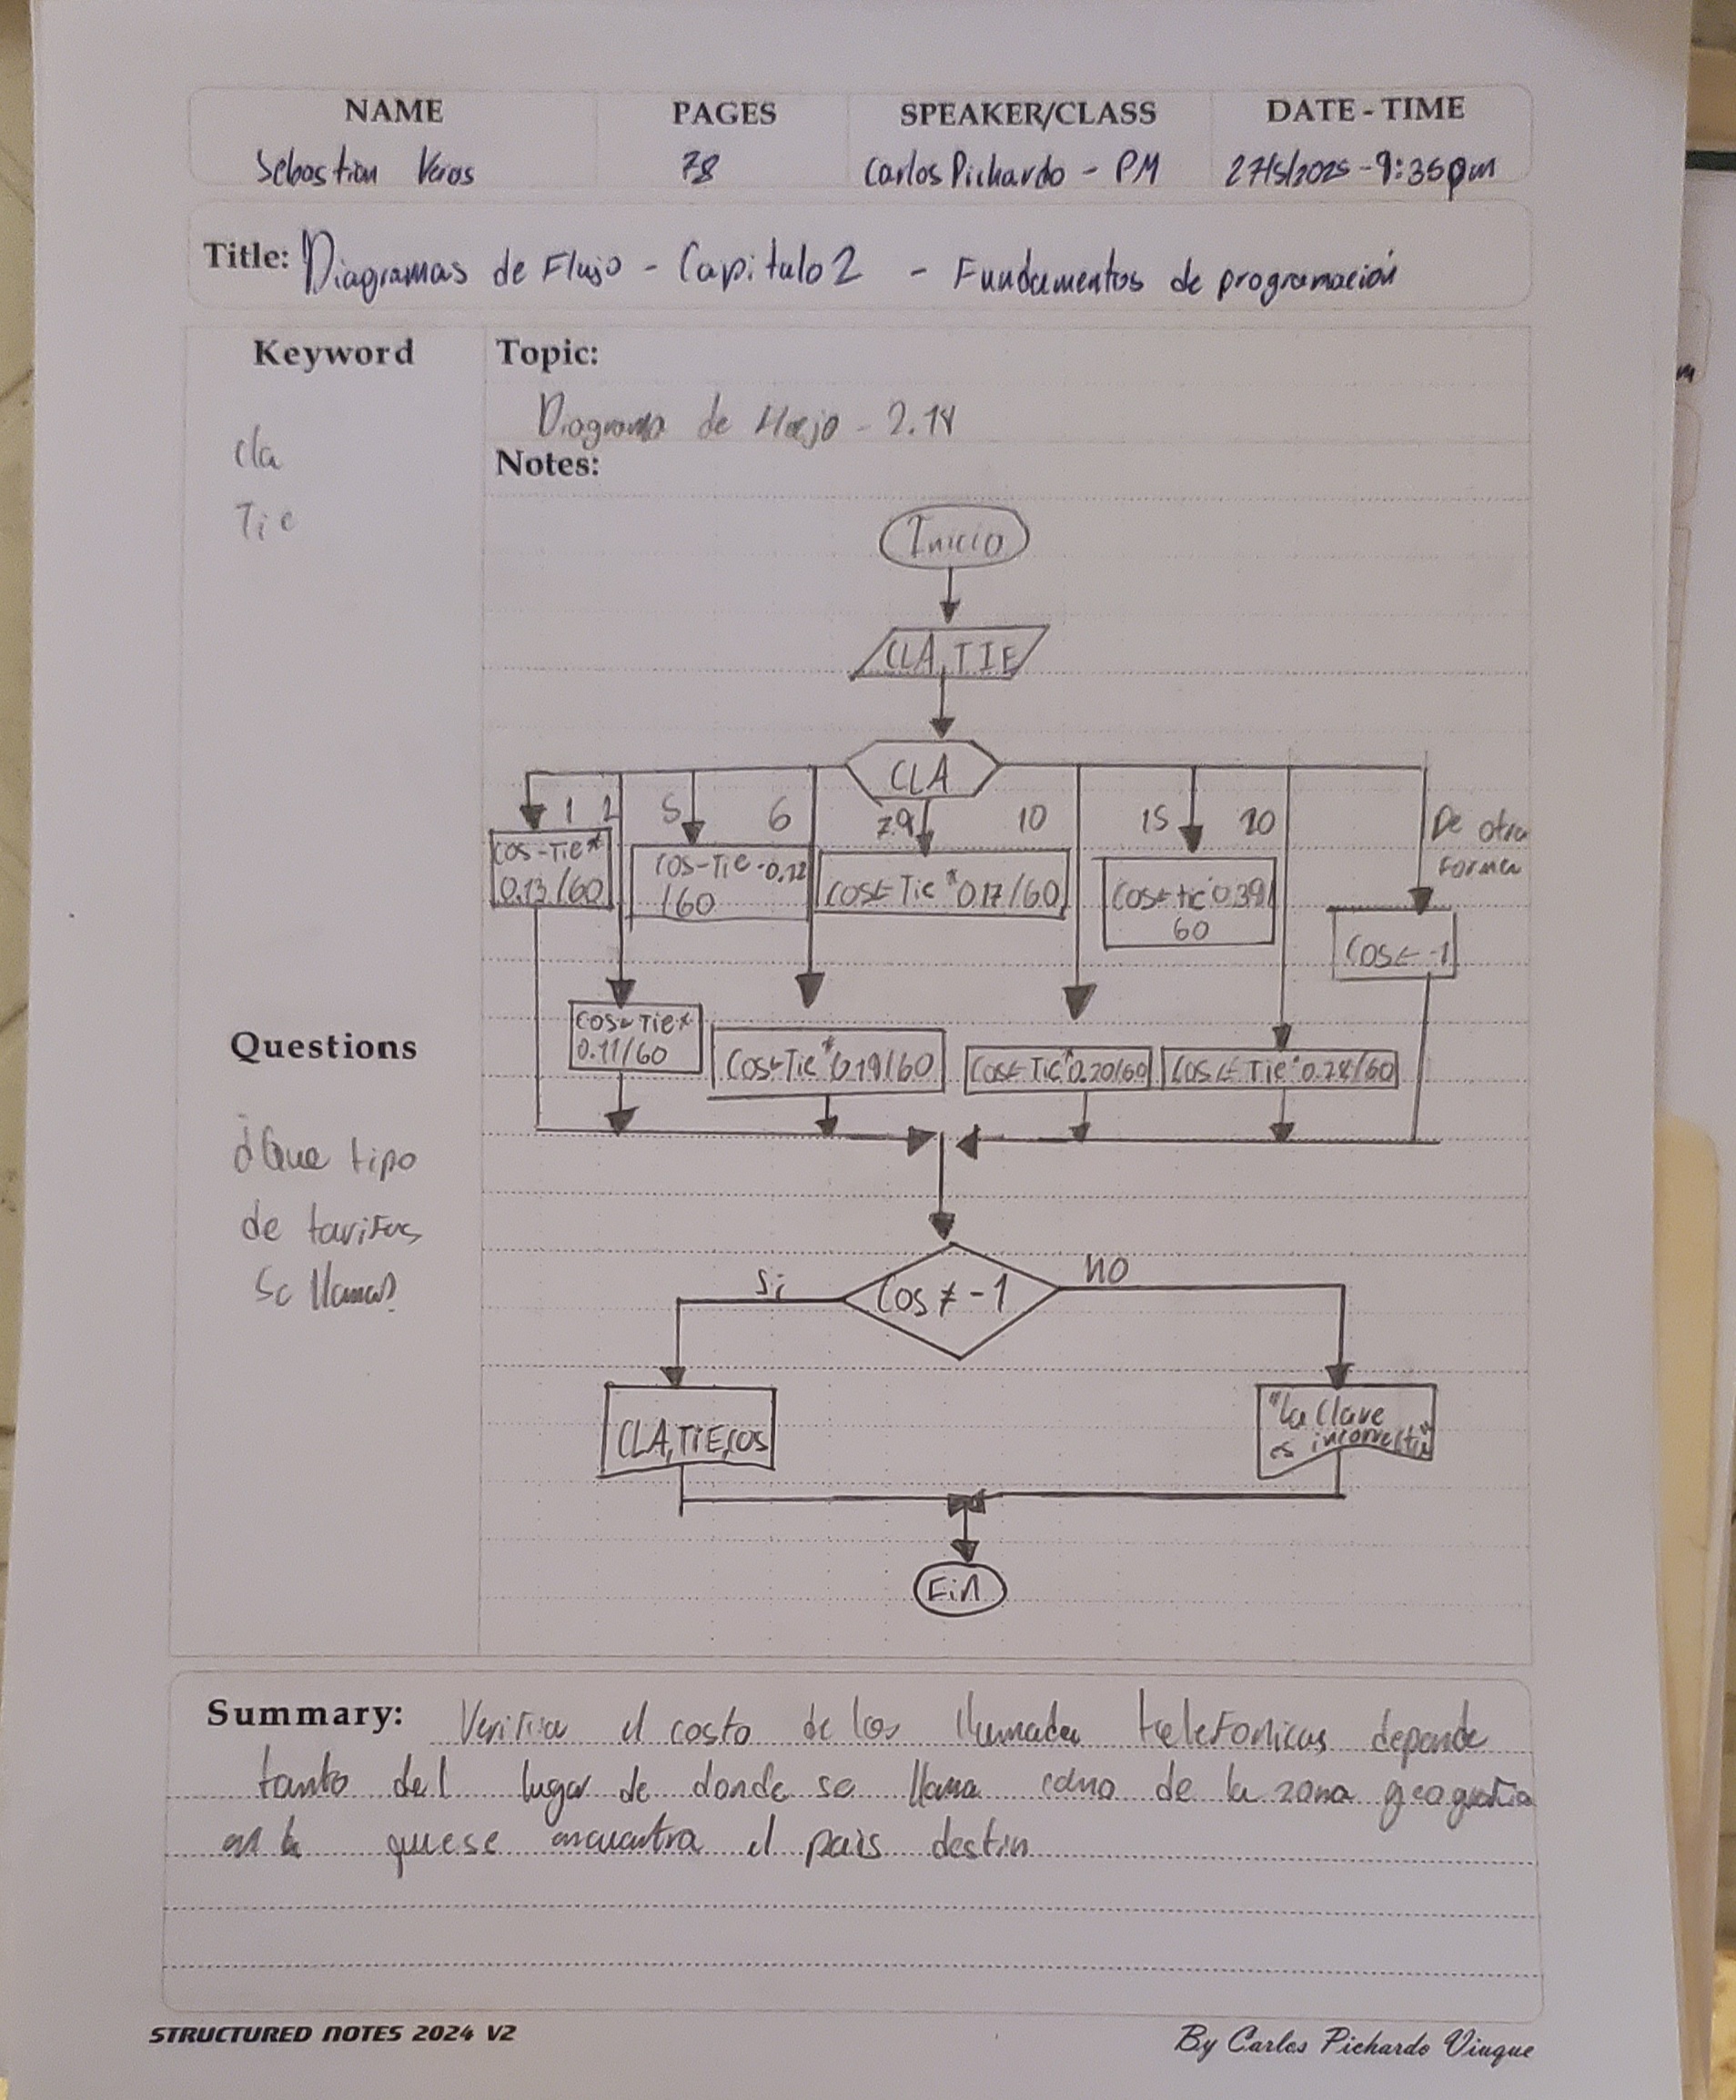 NAME PAGES SPEAKER/CLASS DATE - TIME
Sebastian Veras 78 Carlos Pichardo - PM 27/5/2025 - 9:36pm
Title: Diagramas de Flujo - Capitulo 2 - Fundamentos de programación
Keyword
cla
Tie
Topic:
Diagrama de Flujo - 2.14
Notes:
Inicio
CLA, TIE
CLA
1 2 5 6 7.9 10 15 20 De otra
forma
cos-Tie*
0.13/60
cos-Tie-0.22
/60
cos← Tie *0.17/60
cos← tie*0.39/
60
cos← -1
cos← Tie*
0.11/60
Cos←Tie*0.19/60
Cos← Tie*0.20/60
cos← Tie*0.28/60
Cos ≠ -1
Si
NO
CLA, TIE, cos
"La Clave
es incorrecta"
Fin
Questions
¿Que tipo
de tarifas
se llamas?
Summary: Verifica el costo de las llamadas telefonicas depende
tanto del lugar de donde se llama como de la zona geografica
en la que se encuentra el pais destin
STRUCTURED NOTES 2024 V2
By Carlos Pichardo Viuque